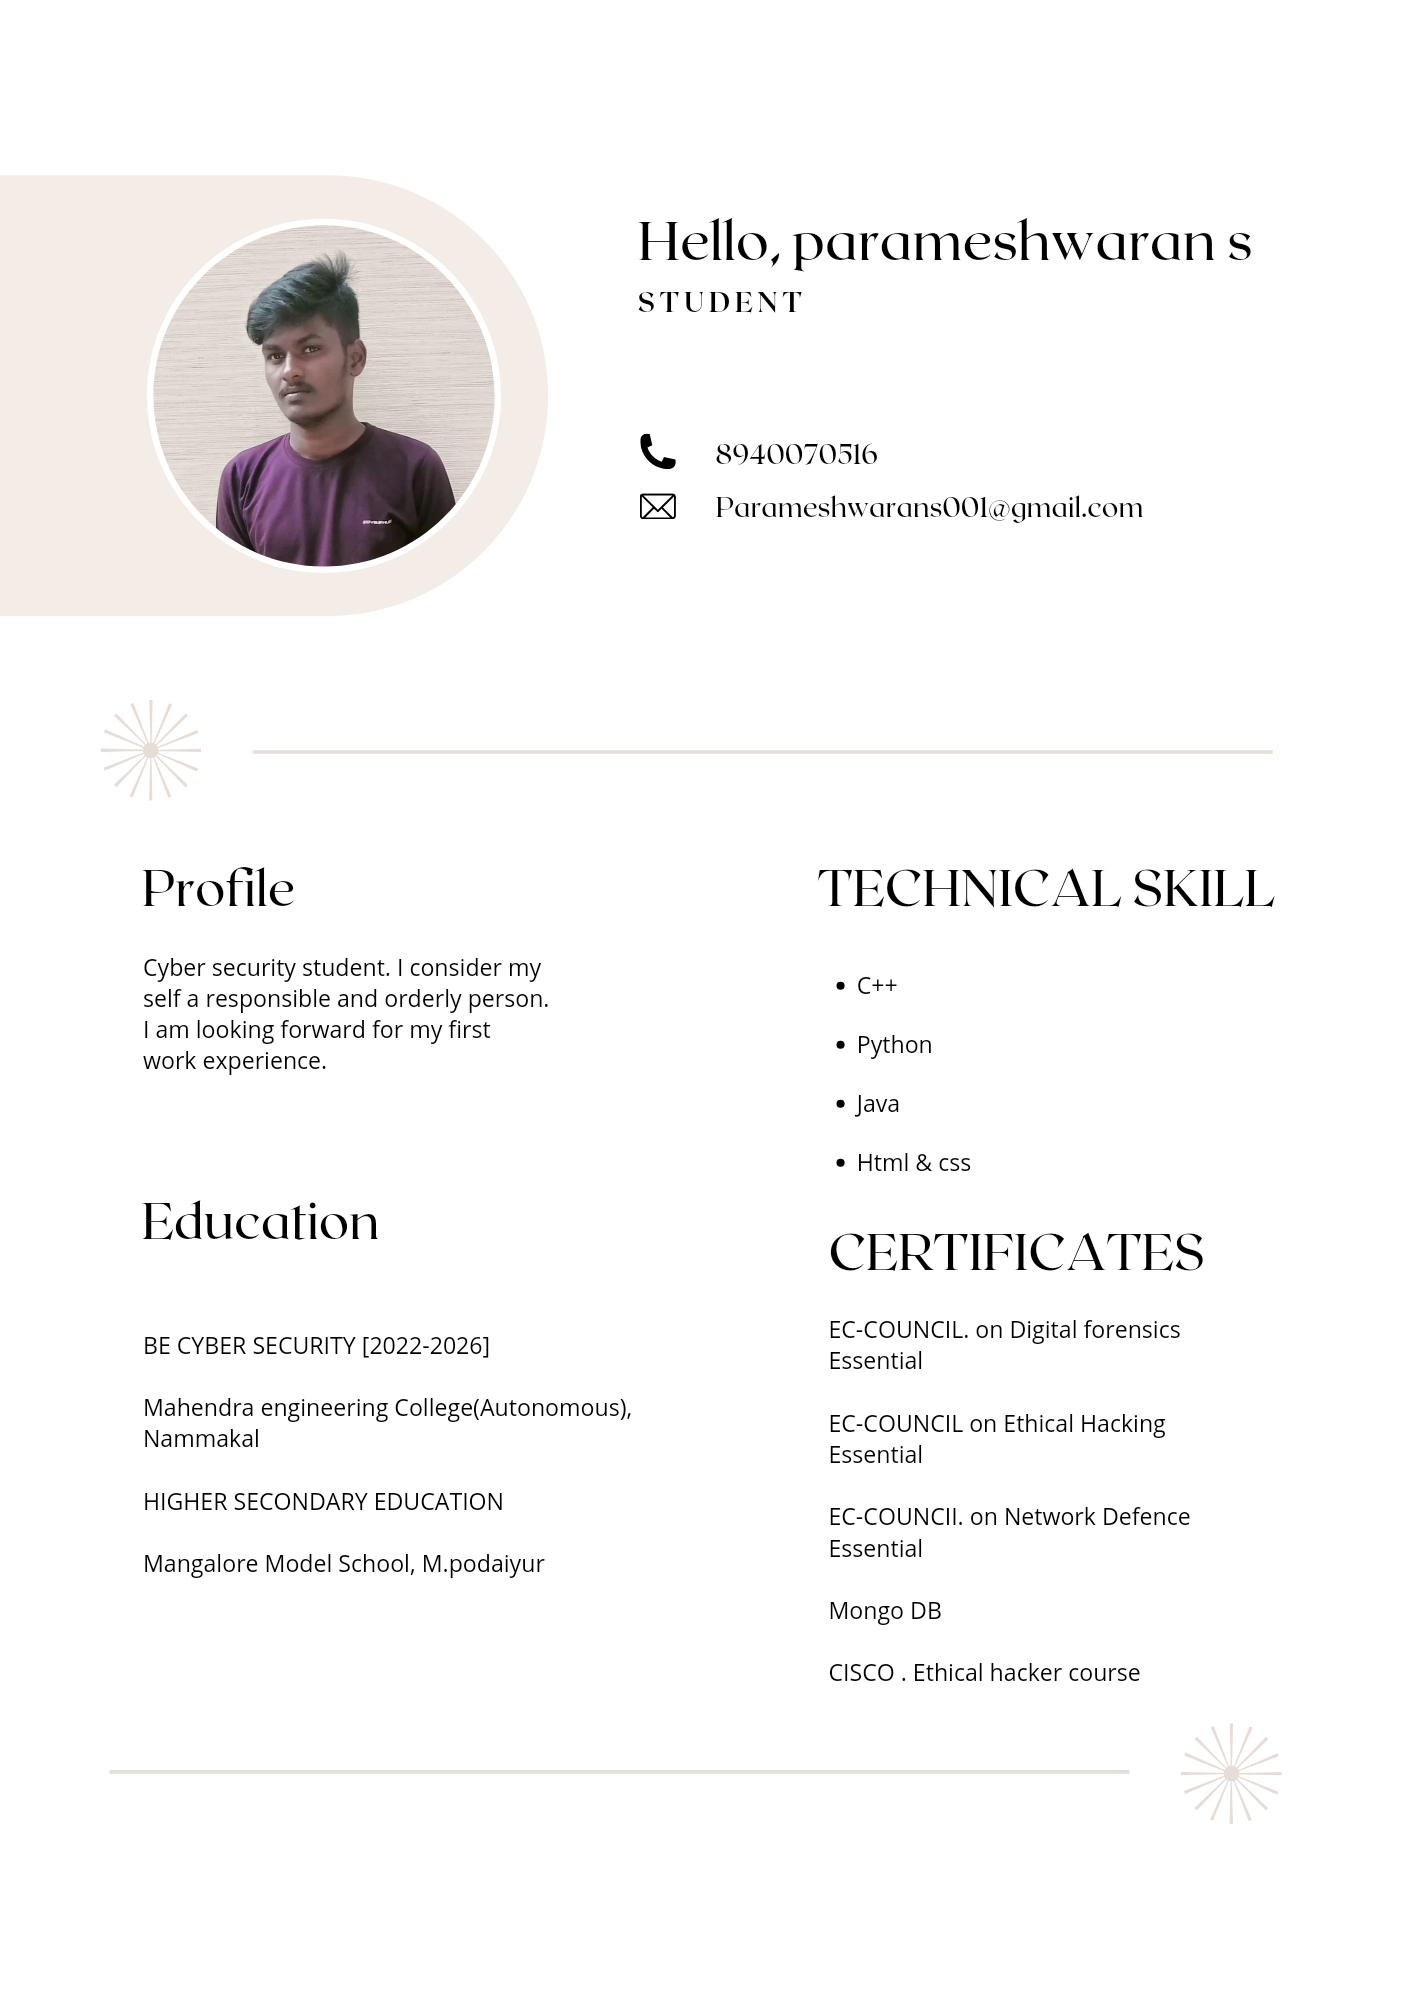 Hello, parameshwaran s
STUDENT
8940070516
Parameshwarans001@gmail.com
Profile
Cyber security student. I consider my
self a responsible and orderly person.
I am looking forward for my first
work experience.
Education
BE CYBER SECURITY [2022-2026]
Mahendra engineering College(Autonomous),
Nammakal
HIGHER SECONDARY EDUCATION
Mangalore Model School, M.podaiyur
TECHNICAL SKILL
• C++
• Python
• Java
• Html & css
CERTIFICATES
EC-COUNCIL. on Digital forensics
Essential
EC-COUNCIL on Ethical Hacking
Essential
EC-COUNCII. on Network Defence
Essential
Mongo DB
CISCO . Ethical hacker course